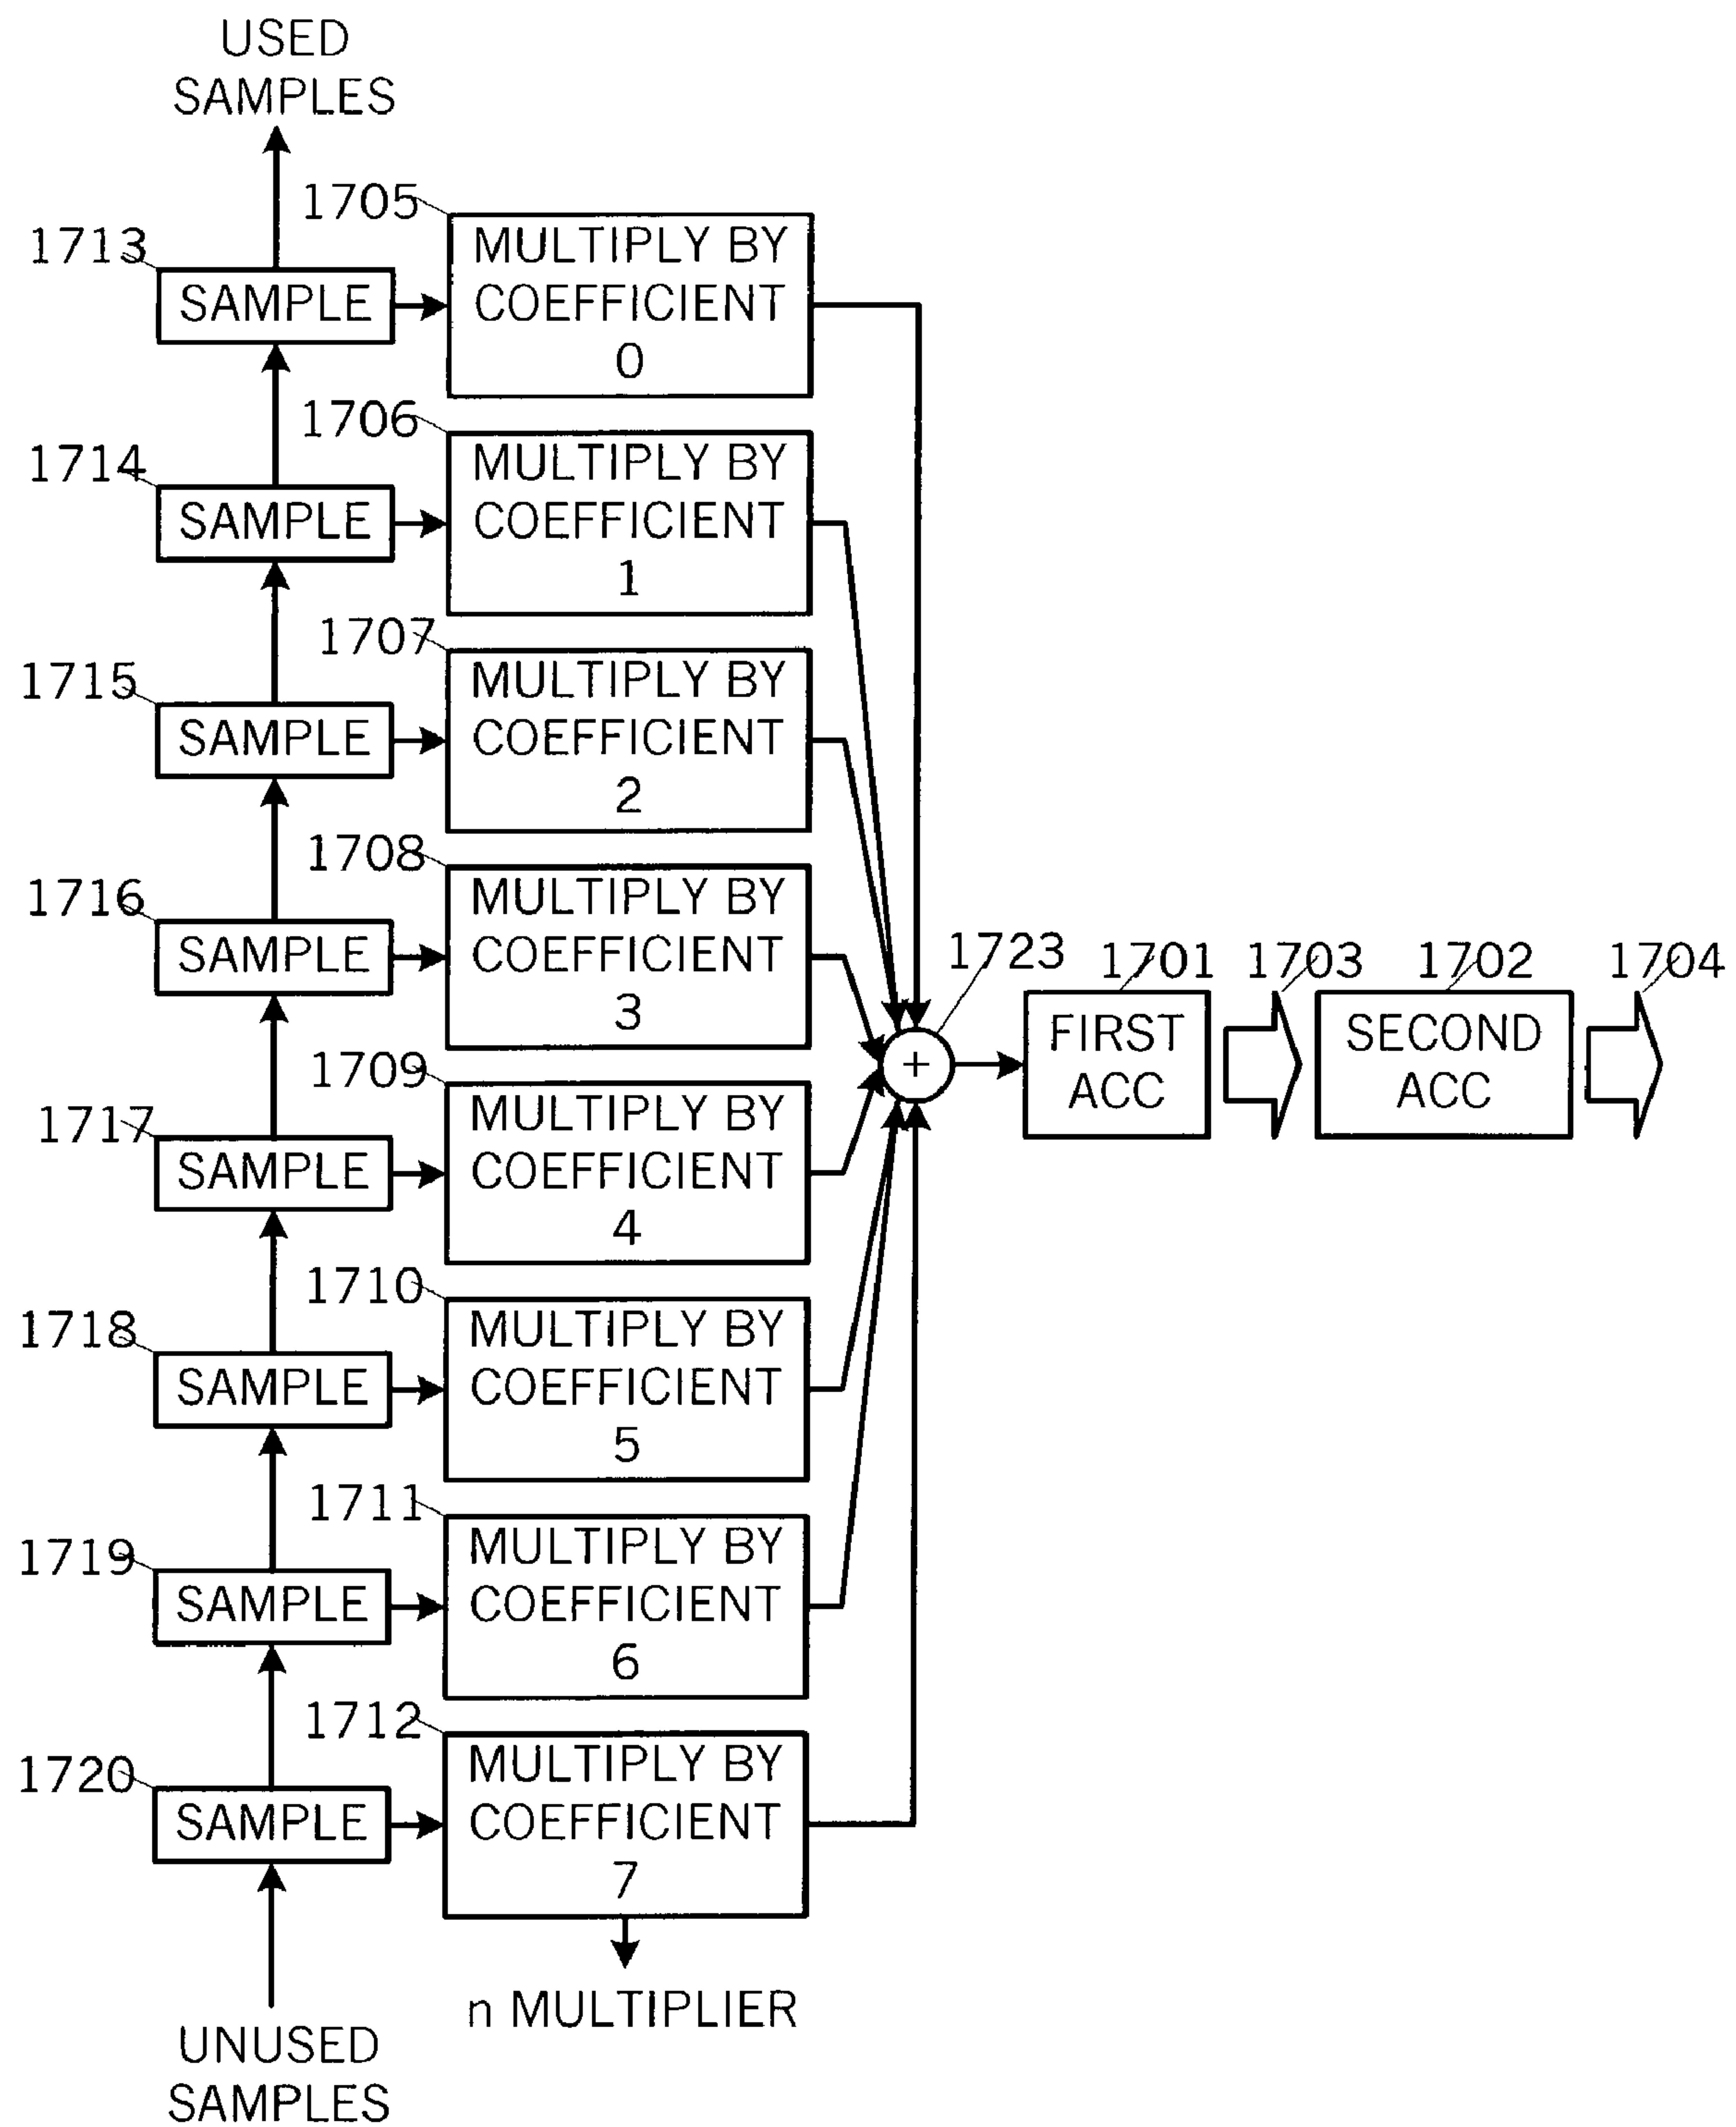 USED
SAMPLES
1705
1713
MULTIPLY BY
COEFFICIENT
0
SAMPLE
1706
1714
MULTIPLY BY
COEFFICIENT
1
SAMPLE
1707
1715
MULTIPLY BY
COEFFICIENT
2
SAMPLE
1708
1716
MULTIPLY BY
COEFFICIENT
3
SAMPLE
1723
1701
1703
1702
1704
+
FIRST
ACC
SECOND
ACC
1709
1717
MULTIPLY BY
COEFFICIENT
4
SAMPLE
1710
1718
MULTIPLY BY
COEFFICIENT
5
SAMPLE
1711
1719
MULTIPLY BY
COEFFICIENT
6
SAMPLE
1712
1720
MULTIPLY BY
COEFFICIENT
7
SAMPLE
n MULTIPLIER
UNUSED
SAMPLES